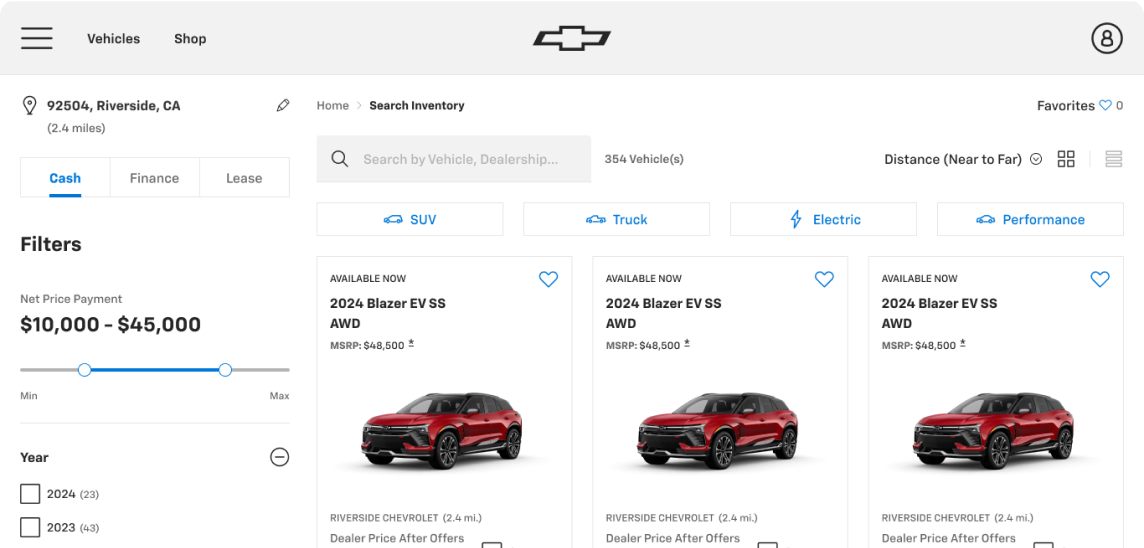 Vehicles Shop
92504, Riverside, CA
(2.4 miles)
Cash Finance Lease
Filters
Net Price Payment
$10,000 - $45,000
Min Max
Year
2024 (23)
2023 (43)
Home > Search Inventory
Favorites 0
Search by Vehicle, Dealership...
354 Vehicle(s)
Distance (Near to Far)
SUV Truck Electric Performance
AVAILABLE NOW
2024 Blazer EV SS
AWD
MSRP: $48,500 *
RIVERSIDE CHEVROLET (2.4 mi.)
Dealer Price After Offers
AVAILABLE NOW
2024 Blazer EV SS
AWD
MSRP: $48,500 *
RIVERSIDE CHEVROLET (2.4 mi.)
Dealer Price After Offers
AVAILABLE NOW
2024 Blazer EV SS
AWD
MSRP: $48,500 *
RIVERSIDE CHEVROLET (2.4 mi.)
Dealer Price After Offers